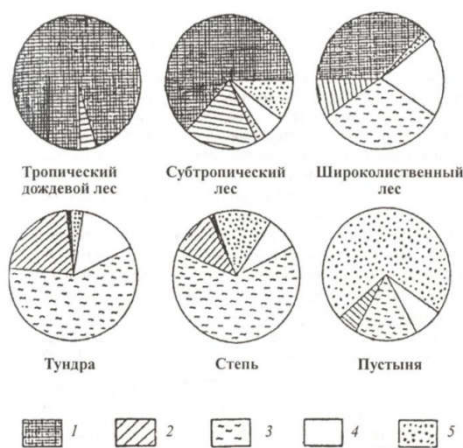 Тропический
дождевой лес
Субтропический
лес
Широколиственный
лес
Тундра
Степь
Пустыня
1
2
3
4
5